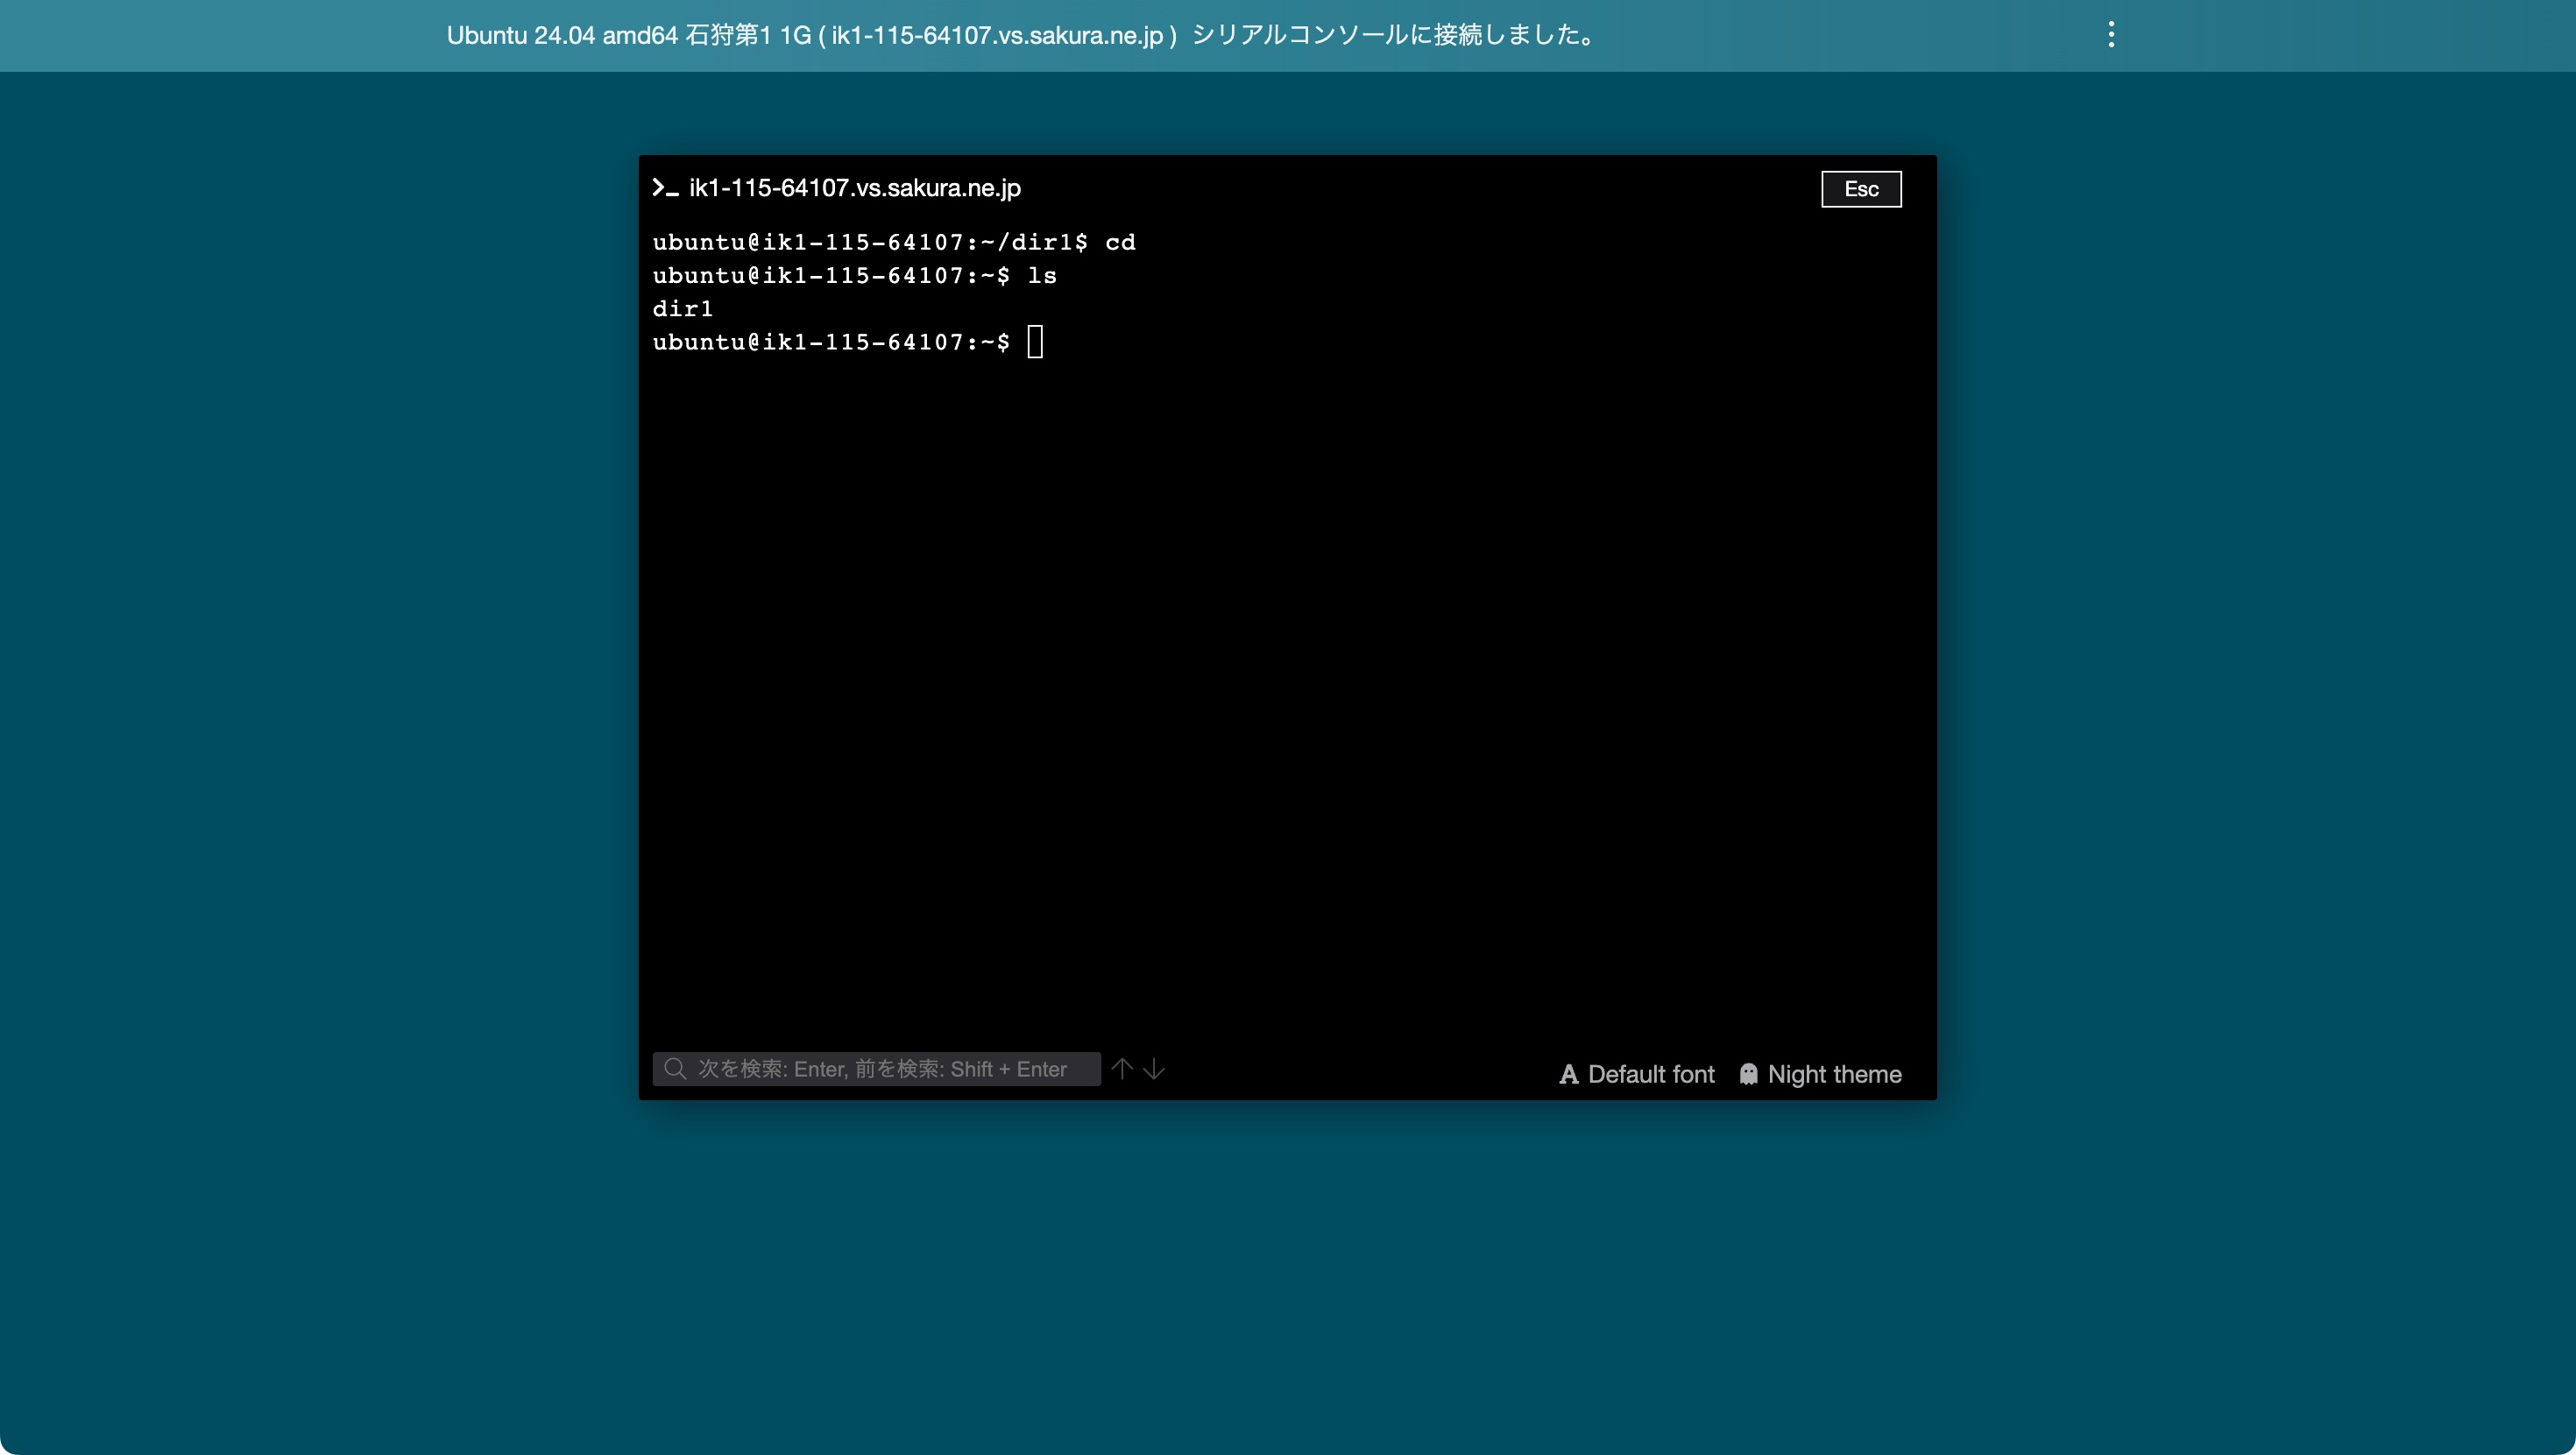 Ubuntu 24.04 amd64 石狩第1 1G ( ik1-115-64107.vs.sakura.ne.jp ) シリアルコンソールに接続しました。
ik1-115-64107.vs.sakura.ne.jp
Esc
ubuntu@ik1-115-64107:~/dir1$ cd
ubuntu@ik1-115-64107:~$ ls
dir1
ubuntu@ik1-115-64107:~$
次を検索: Enter, 前を検索: Shift + Enter
Default font
Night theme